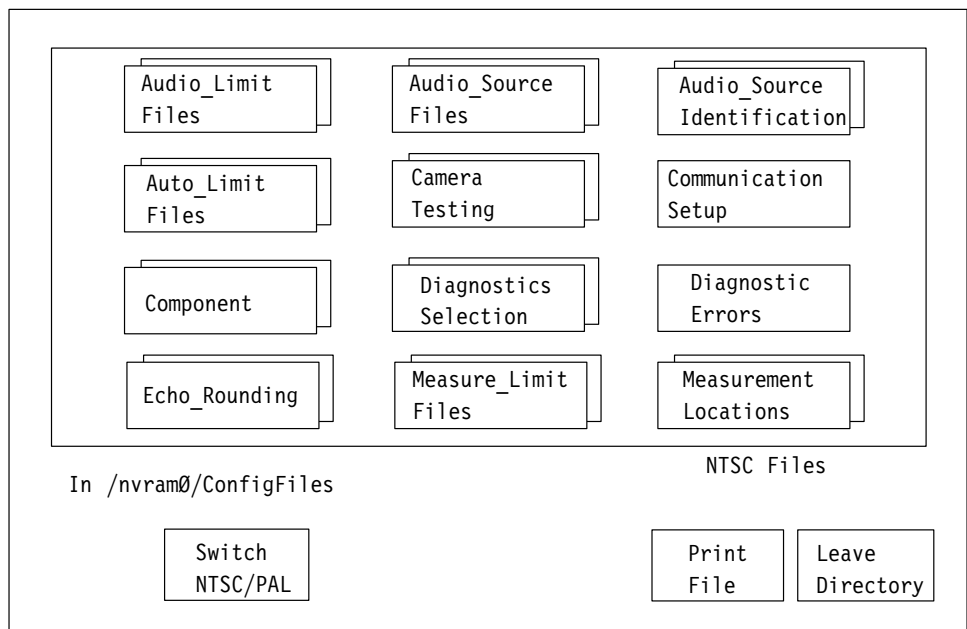 Audio_Limit
Files
Audio_Source
Files
Audio_Source
Identification
Auto_Limit
Files
Camera
Testing
Communication
Setup
Component
Diagnostics
Selection
Diagnostic
Errors
Echo_Rounding
Measure_Limit
Files
Measurement
Locations
NTSC Files
In /nvramØ/ConfigFiles
Switch
NTSC/PAL
Print
File
Leave
Directory